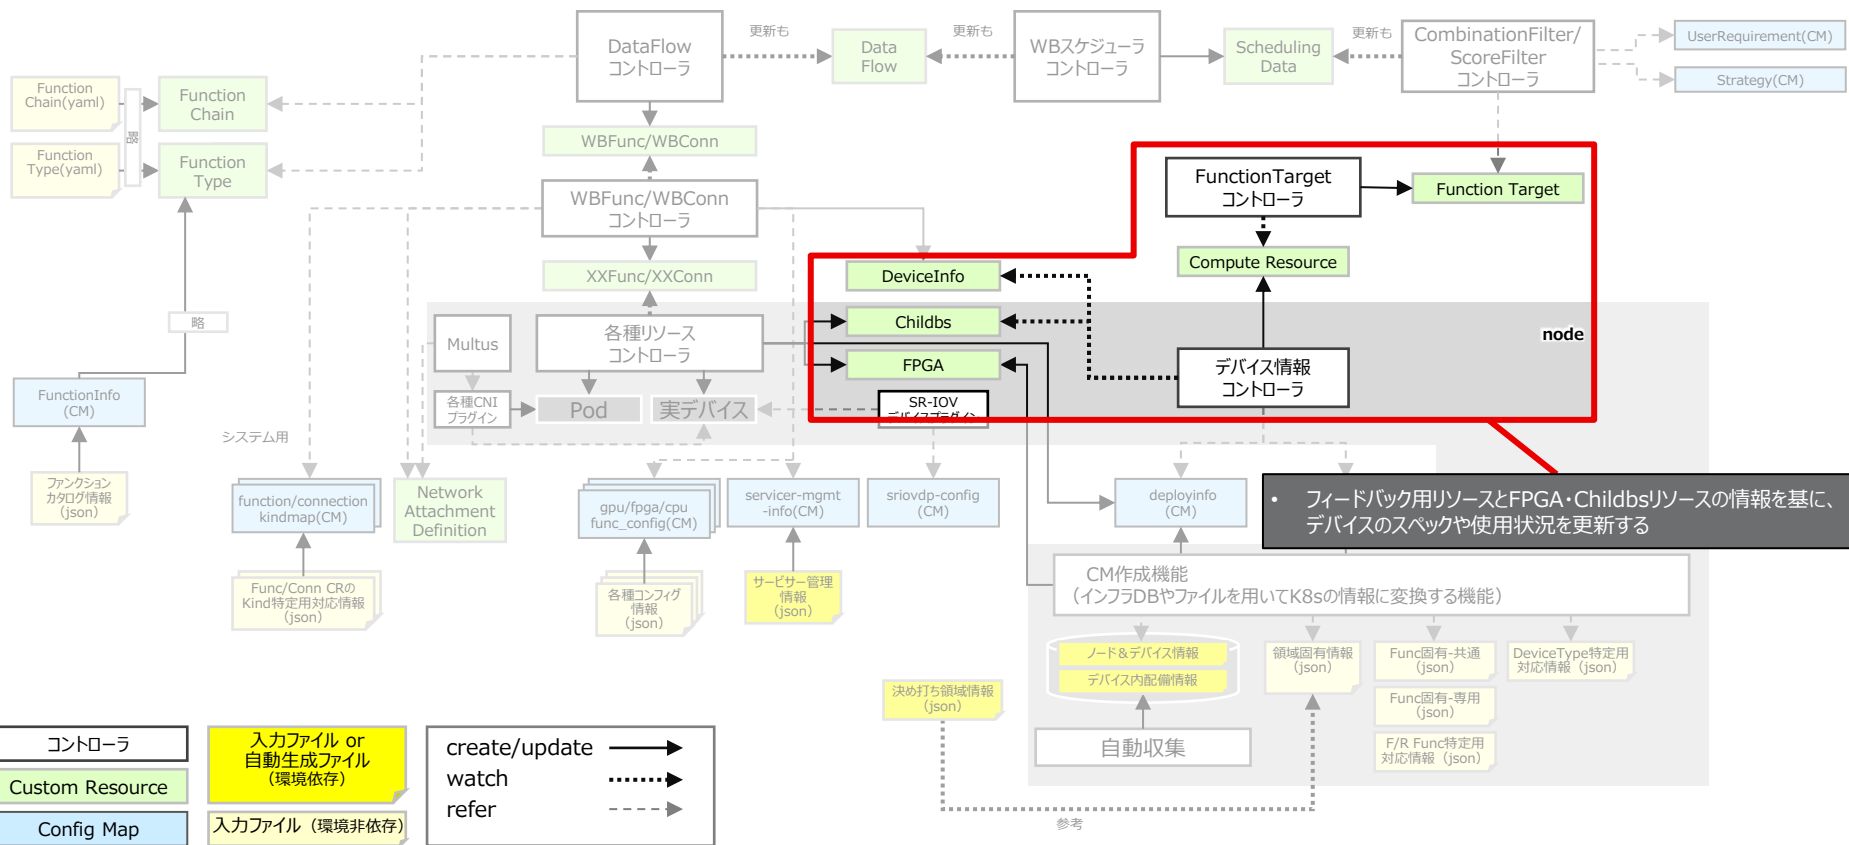 更新も
更新も
更新も
DataFlow
コントローラ
Data
Flow
WBスケジューラ
コントローラ
Scheduling
Data
CombinationFilter/
ScoreFilter
コントローラ
UserRequirement(CM)
Strategy(CM)
Function
Chain(yaml)
Function
Chain
略
Function
Type(yaml)
Function
Type
WBFunc/WBConn
WBFunc/WBConn
コントローラ
XXFunc/XXConn
FunctionTarget
コントローラ
Function Target
Compute Resource
DeviceInfo
Childbs
FPGA
node
デバイス情報
コントローラ
略
Multus
各種リソース
コントローラ
各種CNI
プラグイン
Pod
実デバイス
SR-IOV
デバイスプラグイン
FunctionInfo
(CM)
システム用
ファンクション
カタログ情報
(json)
function/connection
kindmap(CM)
Network
Attachment
Definition
gpu/fpga/cpu
func_config(CM)
servicer-mgmt
-info(CM)
sriovdp-config
(CM)
deployinfo
(CM)
• フィードバック用リソースとFPGA・Childbsリソースの情報を基に、
デバイスのスペックや使用状況を更新する
Func/Conn CRの
Kind特定用対応情報
(json)
各種コンフィグ
情報
(json)
サービサー管理
情報
(json)
CM作成機能
（インフラDBやファイルを用いてK8sの情報に変換する機能）
ノード＆デバイス情報
デバイス内配備情報
領域固有情報
(json)
Func固有-共通
(json)
DeviceType特定用
対応情報（json)
決め打ち領域情報
(json)
Func固有-専用
(json)
自動収集
F/R Func特定用
対応情報（json)
参考
コントローラ
Custom Resource
Config Map
入力ファイル or
自動生成ファイル
（環境依存）
入力ファイル（環境非依存）
create/update
watch
refer